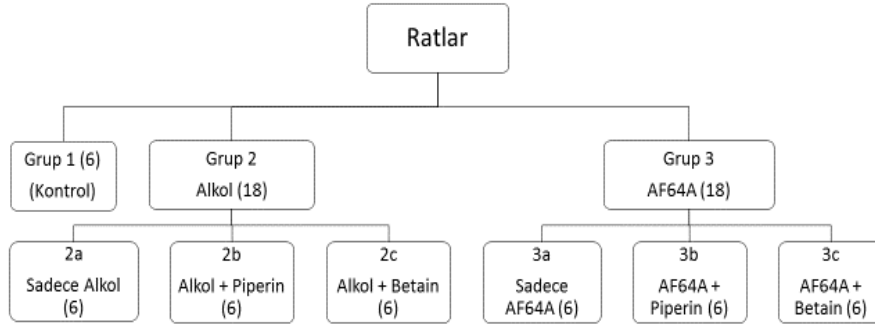 Ratlar
Grup 1 (6)
(Kontrol)
Grup 2
Alkol (18)
Grup 3
AF64A (18)
2a
Sadece Alkol
(6)
2b
Alkol + Piperin
(6)
2c
Alkol + Betain
(6)
3a
Sadece
AF64A (6)
3b
AF64A +
Piperin (6)
3c
AF64A +
Betain (6)